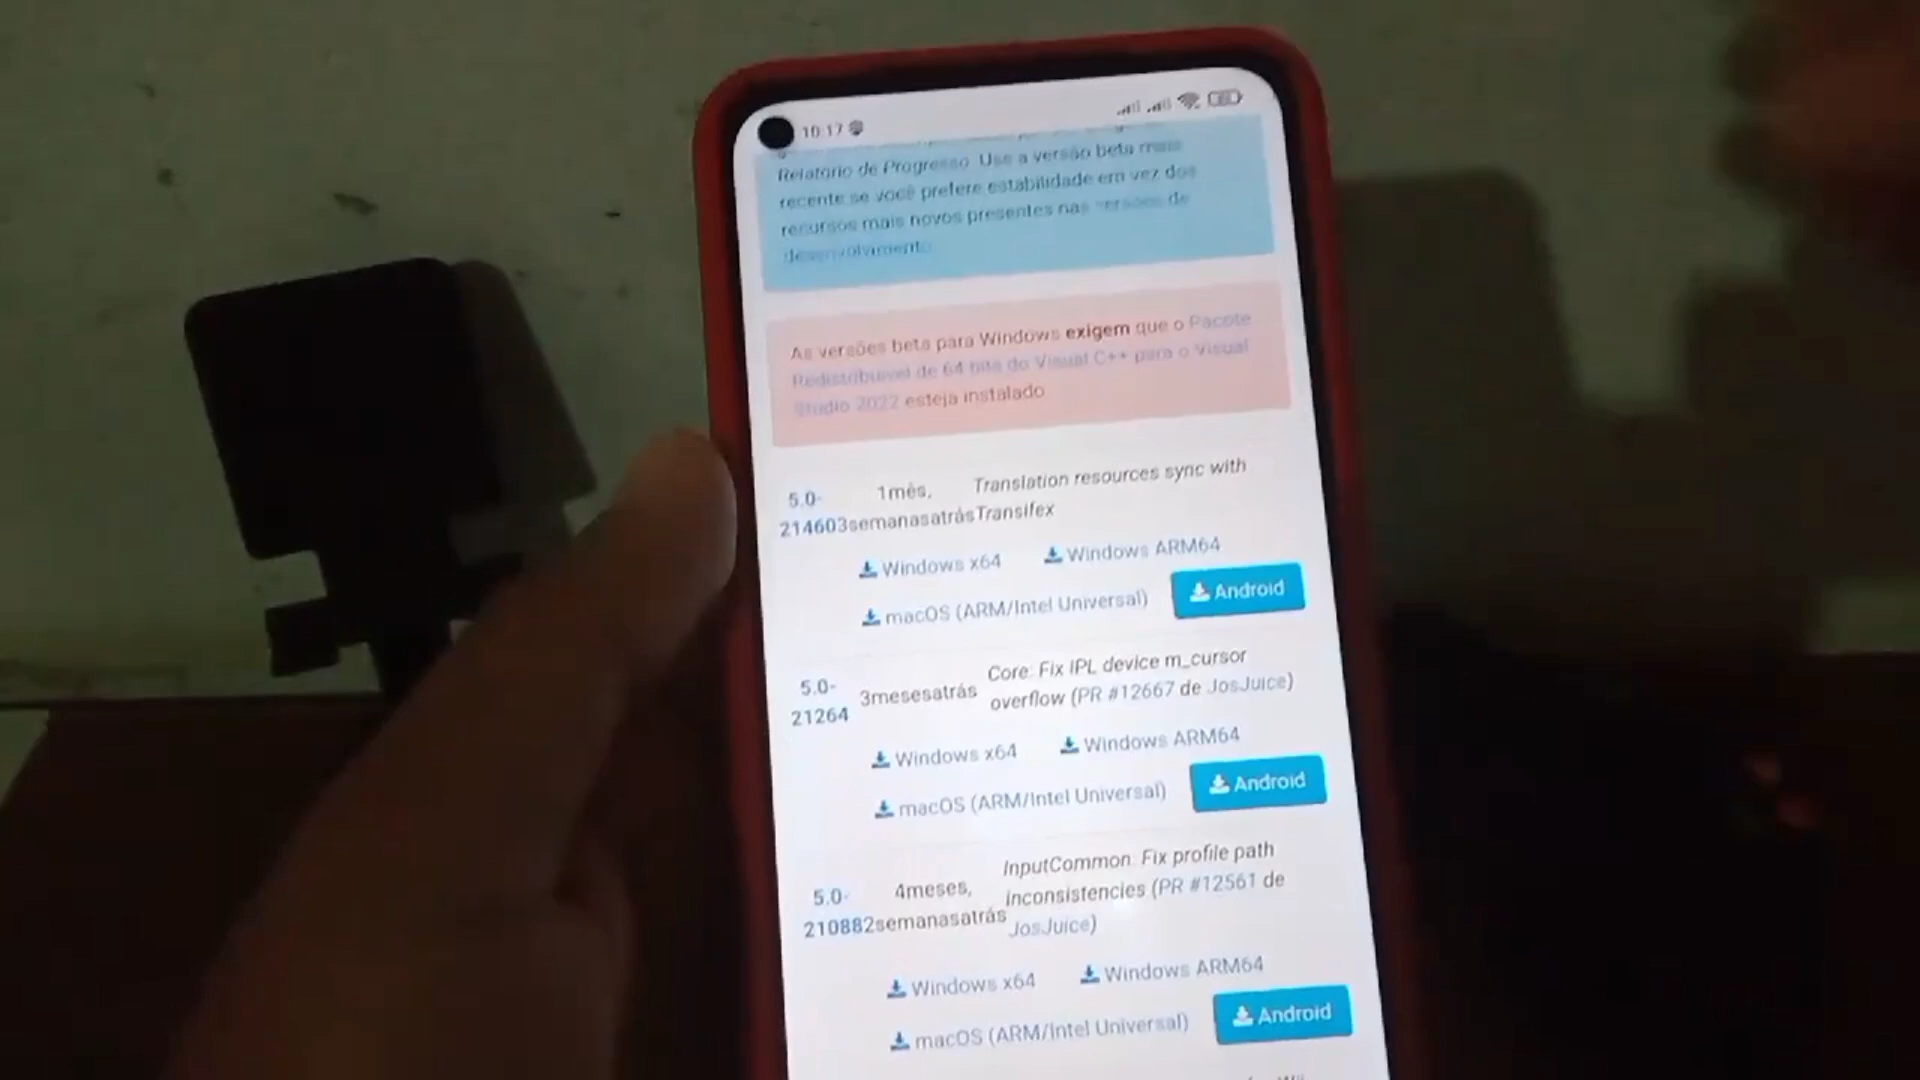 10:17
Relatório de Progresso. Use a versão beta mais
recente se você prefere estabilidade em vez dos
recursos mais novos presentes nas versões de
desenvolvimento.
As versões beta para Windows exigem que o Pacote
Redistribuível de 64 bits do Visual C++ para o Visual
Studio 2022 esteja instalado
5.0- 1mês, Translation resources sync with
214603semanasatrás Transifex
Windows x64 Windows ARM64
macOS (ARM/Intel Universal) Android
5.0- 3mesesatrás Core: Fix IPL device m_cursor
21264 overflow (PR #12667 de JosJuice)
Windows x64 Windows ARM64
macOS (ARM/Intel Universal) Android
5.0- 4meses, InputCommon: Fix profile path
210882semanasatrás inconsistencies (PR #12561 de
JosJuice)
Windows x64 Windows ARM64
macOS (ARM/Intel Universal) Android